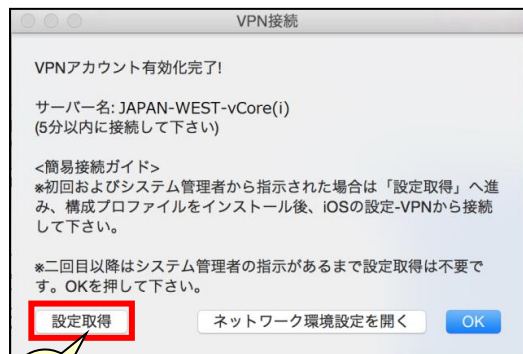 VPN接続
VPNアカウント有効化完了!
サーバー名: JAPAN-WEST-vCore(i)
(5分以内に接続して下さい)
<簡易接続ガイド>
※初回およびシステム管理者から指示された場合は「設定取得」へ進
み、構成プロファイルをインストール後、iOSの設定-VPNから接続
して下さい。
※二回目以降はシステム管理者の指示があるまで設定取得は不要で
す。OKを押して下さい。
設定取得 ネットワーク環境設定を開く OK